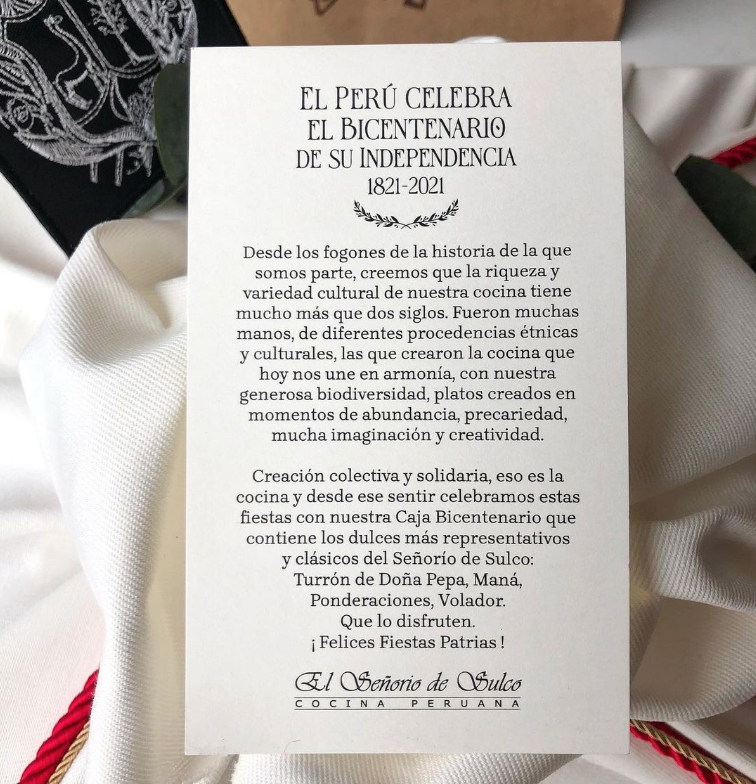 El Perú celebra
el Bicentenario
de su Independencia
1821-2021
Desde los fogones de la historia de la que
somos parte, creemos que la riqueza y
variedad cultural de nuestra cocina tiene
mucho más que dos siglos. Fueron muchas
manos, de diferentes procedencias étnicas
y culturales, las que crearon la cocina que
hoy nos une en armonía, con nuestra
generosa biodiversidad, platos creados en
momentos de abundancia, precariedad,
mucha imaginación y creatividad.
Creación colectiva y solidaria, eso es la
cocina y desde ese sentir celebramos estas
fiestas con nuestra Caja Bicentenario que
contiene los dulces más representativos
y clásicos del Señorío de Sulco:
Turrón de Doña Pepa, Maná,
Ponderaciones, Volador.
Que lo disfruten.
¡ Felices Fiestas Patrias !
El Señorio de Sulco
COCINA PERUANA